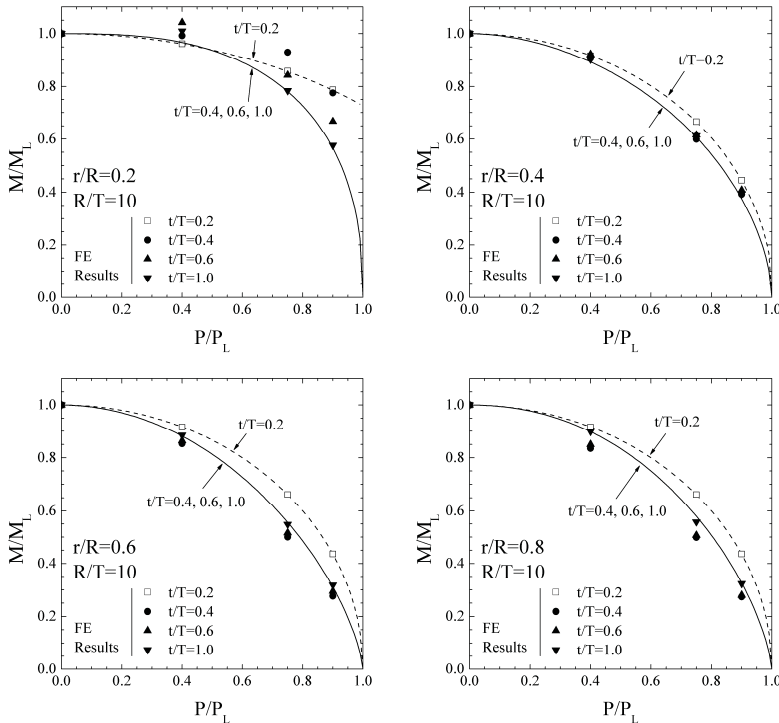 t/T=0.2
t/T=0.4, 0.6, 1.0
M/M_L
1.0
0.8
0.6
0.4
0.2
0.0
r/R=0.2
R/T=10
FE
Results
t/T=0.2
t/T=0.4
t/T=0.6
t/T=1.0
0.0 0.2 0.4 0.6 0.8 1.0
P/P_L
t/T−0.2
t/T=0.4, 0.6, 1.0
M/M_L
1.0
0.8
0.6
0.4
0.2
0.0
r/R=0.4
R/T=10
FE
Results
t/T=0.2
t/T=0.4
t/T=0.6
t/T=1.0
0.0 0.2 0.4 0.6 0.8 1.0
P/P_L
t/T=0.2
t/T=0.4, 0.6, 1.0
M/M_L
1.0
0.8
0.6
0.4
0.2
0.0
r/R=0.6
R/T=10
FE
Results
t/T=0.2
t/T=0.4
t/T=0.6
t/T=1.0
0.0 0.2 0.4 0.6 0.8 1.0
P/P_L
t/T=0.2
t/T=0.4, 0.6, 1.0
M/M_L
1.0
0.8
0.6
0.4
0.2
0.0
r/R=0.8
R/T=10
FE
Results
t/T=0.2
t/T=0.4
t/T=0.6
t/T=1.0
0.0 0.2 0.4 0.6 0.8 1.0
P/P_L